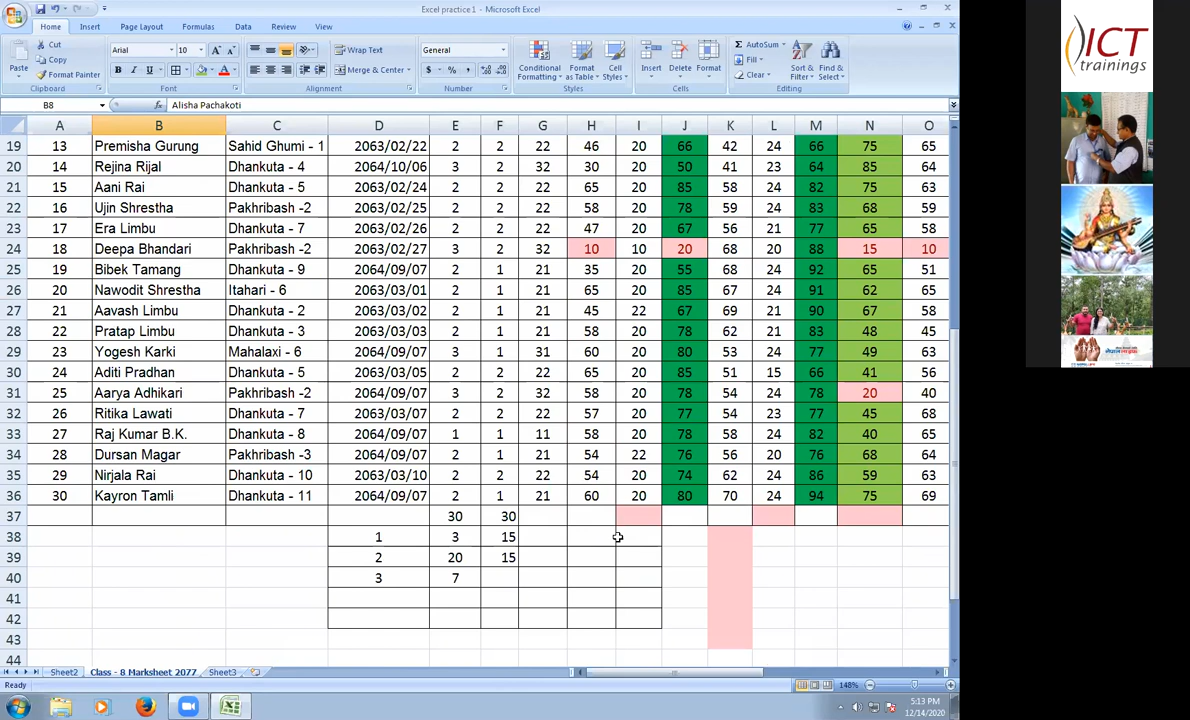 Excel practice1 - Microsoft Excel
Home Insert Page Layout Formulas Data Review View
Cut
Copy
Paste
Format Painter
Clipboard
Arial 10
B I U
Font
Wrap Text
Merge & Center
Alignment
General
$ % ,
Number
Conditional Formatting
Format as Table
Cell Styles
Styles
Insert Delete Format
Cells
AutoSum
Fill
Clear
Sort & Filter
Find & Select
Editing
B8 fx Alisha Pachakoti
A B C D E F G H I J K L M N O
19 13 Premisha Gurung Sahid Ghumi - 1 2063/02/22 2 2 22 46 20 66 42 24 66 75 65
20 14 Rejina Rijal Dhankuta - 4 2064/10/06 3 2 32 30 20 50 41 23 64 85 64
21 15 Aani Rai Dhankuta - 5 2063/02/24 2 2 22 65 20 85 58 24 82 75 63
22 16 Ujin Shrestha Pakhribash -2 2063/02/25 2 2 22 58 20 78 59 24 83 68 59
23 17 Era Limbu Dhankuta - 7 2063/02/26 2 2 22 47 20 67 56 21 77 65 58
24 18 Deepa Bhandari Pakhribash -2 2063/02/27 3 2 32 10 10 20 68 20 88 15 10
25 19 Bibek Tamang Dhankuta - 9 2064/09/07 2 1 21 35 20 55 68 24 92 65 51
26 20 Nawodit Shrestha Itahari - 6 2063/03/01 2 1 21 65 20 85 67 24 91 62 65
27 21 Aavash Limbu Dhankuta - 2 2063/03/02 2 1 21 45 22 67 69 21 90 67 58
28 22 Pratap Limbu Dhankuta - 3 2063/03/03 2 1 21 58 20 78 62 21 83 48 45
29 23 Yogesh Karki Mahalaxi - 6 2064/09/07 3 1 31 60 20 80 53 24 77 49 63
30 24 Aditi Pradhan Dhankuta - 5 2063/03/05 2 2 22 65 20 85 51 15 66 41 56
31 25 Aarya Adhikari Pakhribash -2 2064/09/07 3 2 32 58 20 78 54 24 78 20 40
32 26 Ritika Lawati Dhankuta - 7 2063/03/07 2 2 22 57 20 77 54 23 77 45 68
33 27 Raj Kumar B.K. Dhankuta - 8 2064/09/07 1 1 11 58 20 78 58 24 82 40 65
34 28 Dursan Magar Pakhribash -3 2064/09/07 2 1 21 54 22 76 56 20 76 68 64
35 29 Nirjala Rai Dhankuta - 10 2063/03/10 2 2 22 54 20 74 62 24 86 59 63
36 30 Kayron Tamli Dhankuta - 11 2064/09/07 2 1 21 60 20 80 70 24 94 75 69
37 30 30
38 1 3 15
39 2 20 15
40 3 7
41
42
43
44
Sheet2 Class - 8 Marksheet 2077 Sheet3
Ready 148%
5:13 PM
12/14/2020
ICT
trainings